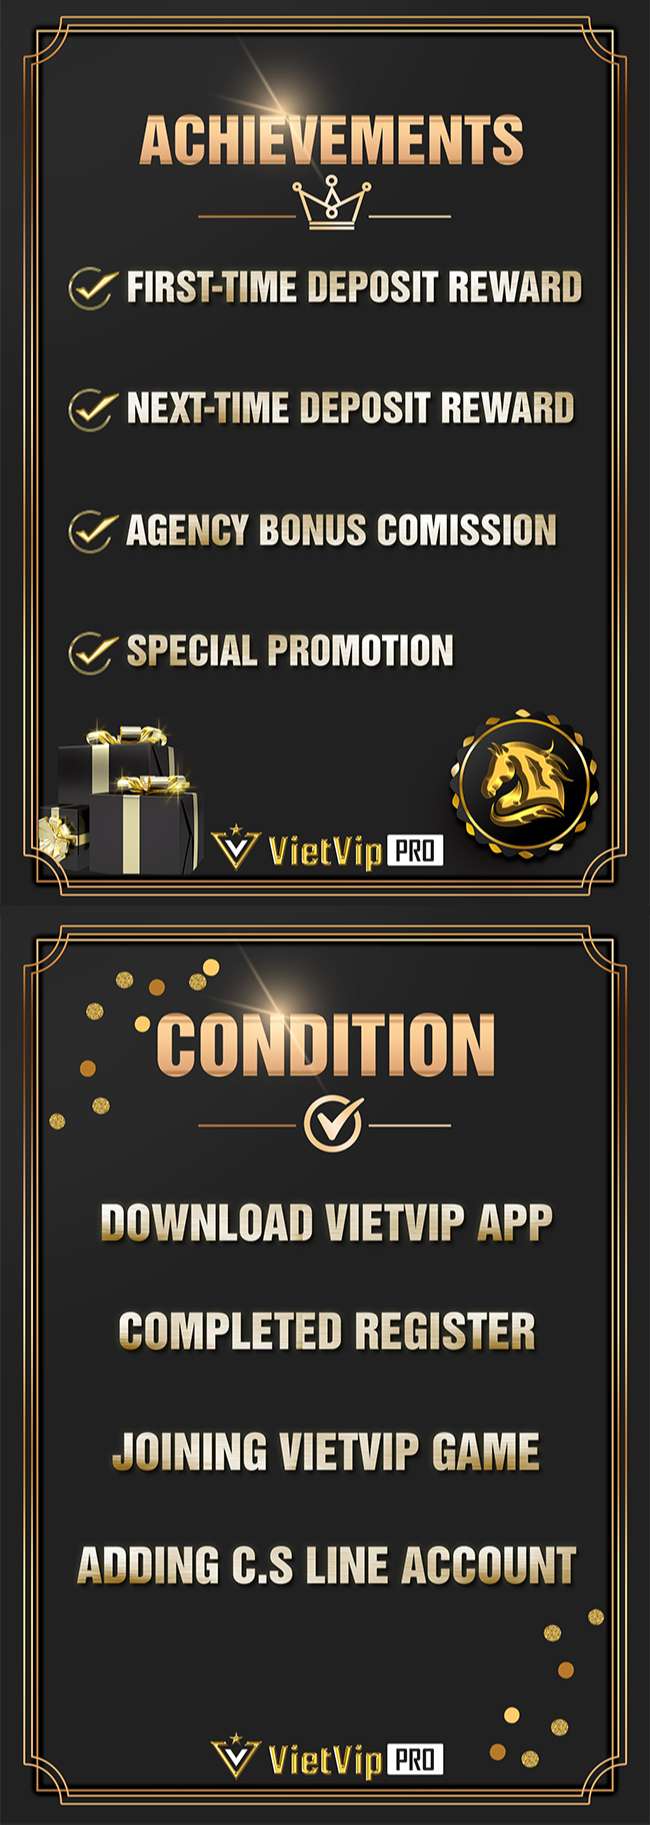 ACHIEVEMENTS
FIRST-TIME DEPOSIT REWARD
NEXT-TIME DEPOSIT REWARD
AGENCY BONUS COMISSION
SPECIAL PROMOTION
VietVip PRO
CONDITION
DOWNLOAD VIETVIP APP
COMPLETED REGISTER
JOINING VIETVIP GAME
ADDING C.S LINE ACCOUNT
VietVip PRO